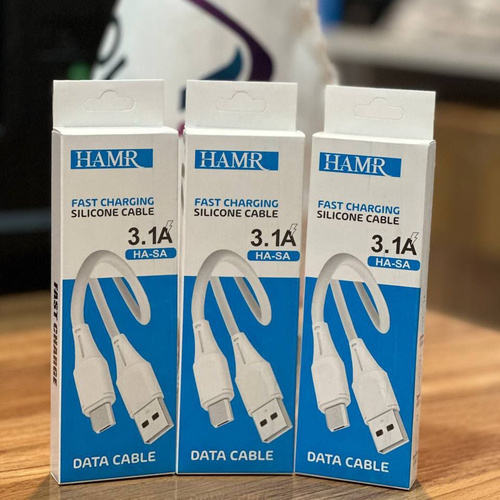 HAMR
FAST CHARGING
SILICONE CABLE
3.1A
HA-SA
DATA CABLE
FAST CHARGE
HAMR
FAST CHARGING
SILICONE CABLE
3.1A
HA-SA
DATA CABLE
HAMR
FAST CHARGING
SILICONE CABLE
3.1A
HA-SA
DATA CABLE